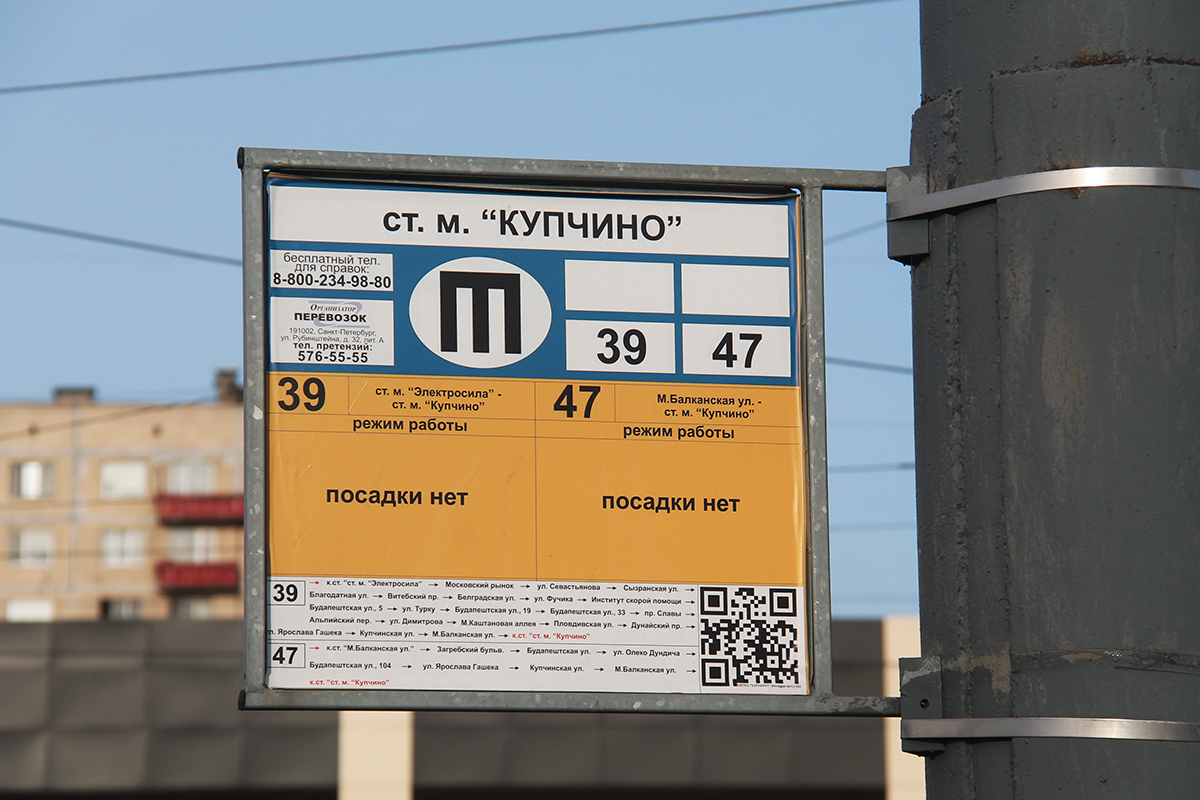 ст. м. “КУПЧИНО”
бесплатный тел.
для справок:
8-800-234-98-80
ОРГАНИЗАТОР
ПЕРЕВОЗОК
191002, Санкт-Петербург,
ул. Рубинштейна, д. 32, лит. А
тел. претензий:
576-55-55
39 47
39 ст. м. “Электросила” -
ст. м. “Купчино”
режим работы
посадки нет
47 М.Балканская ул. -
ст. м. “Купчино”
режим работы
посадки нет
39 → к.ст. "ст. м. "Электросила" → Московский рынок → ул. Севастьянова → Сызранская ул. →
Благодатная ул. → Витебский пр. → Белградская ул. → ул. Фучика → Институт скорой помощи →
Будапештская ул., 5 → ул. Турку → Будапештская ул., 19 → Будапештская ул., 33 → пр. Славы →
Альпийский пер. → ул. Димитрова → М.Каштановая аллея → Пловдивская ул. → Дунайский пр. →
ул. Ярослава Гашека → Купчинская ул. → М.Балканская ул. → к.ст. "ст. м. "Купчино"
47 → к.ст. "М.Балканская ул." → Загребский бульв. → Будапештская ул. → ул. Олеко Дундича →
Будапештская ул., 104 → ул. Ярослава Гашека → Купчинская ул. → М.Балканская ул. →
к.ст. "ст. м. "Купчино"